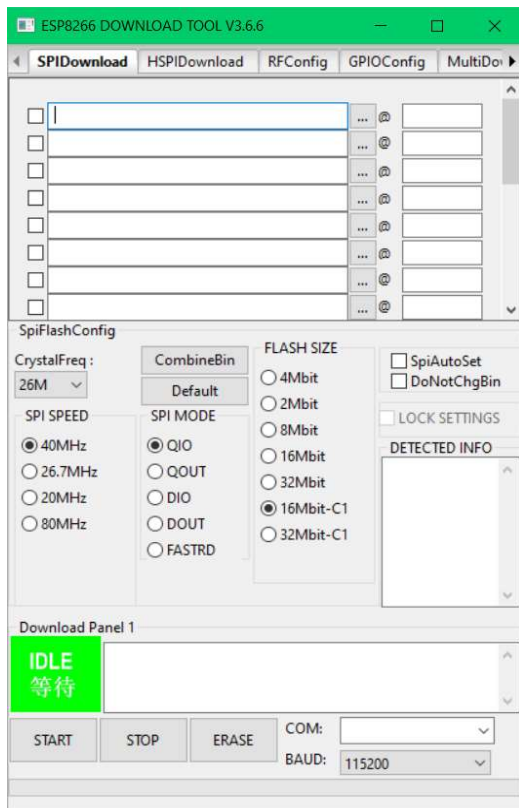 ESP8266 DOWNLOAD TOOL V3.6.6
SPIDownload HSPIDownload RFConfig GPIOConfig MultiDo
... @
... @
... @
... @
... @
... @
... @
... @
SpiFlashConfig
CrystalFreq :
26M
CombineBin
Default
SPI SPEED
40MHz
26.7MHz
20MHz
80MHz
SPI MODE
QIO
QOUT
DIO
DOUT
FASTRD
FLASH SIZE
4Mbit
2Mbit
8Mbit
16Mbit
32Mbit
16Mbit-C1
32Mbit-C1
SpiAutoSet
DoNotChgBin
LOCK SETTINGS
DETECTED INFO
Download Panel 1
IDLE
等待
START STOP ERASE
COM:
BAUD: 115200